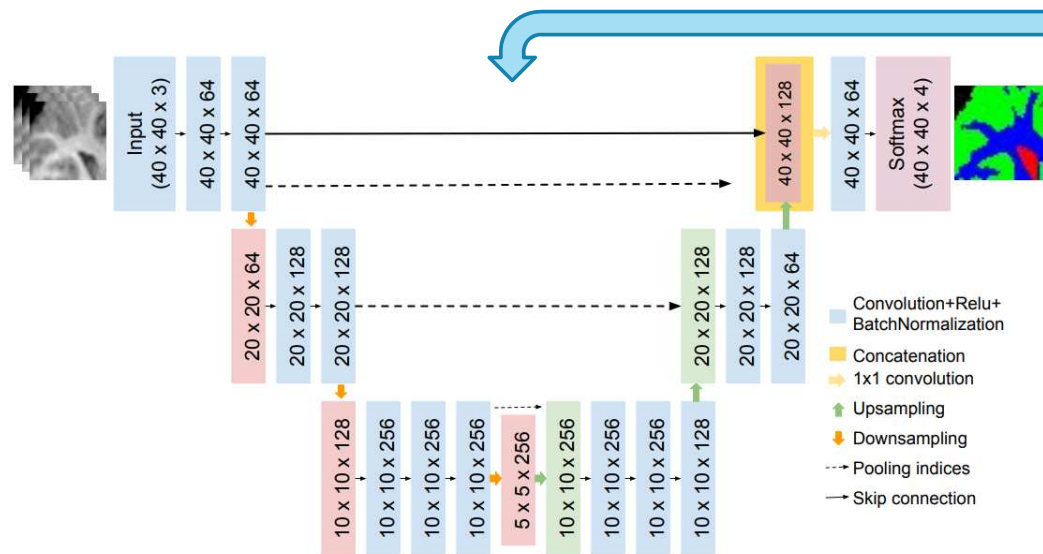 Input
(40 x 40 x 3)
40 x 40 x 64
40 x 40 x 64
40 x 40 x 128
40 x 40 x 64
Softmax
(40 x 40 x 4)
20 x 20 x 64
20 x 20 x 128
20 x 20 x 128
20 x 20 x 128
20 x 20 x 128
20 x 20 x 64
10 x 10 x 128
10 x 10 x 256
10 x 10 x 256
10 x 10 x 256
5 x 5 x 256
10 x 10 x 256
10 x 10 x 256
10 x 10 x 256
10 x 10 x 128
Convolution+Relu+
BatchNormalization
Concatenation
1x1 convolution
Upsampling
Downsampling
Pooling indices
Skip connection